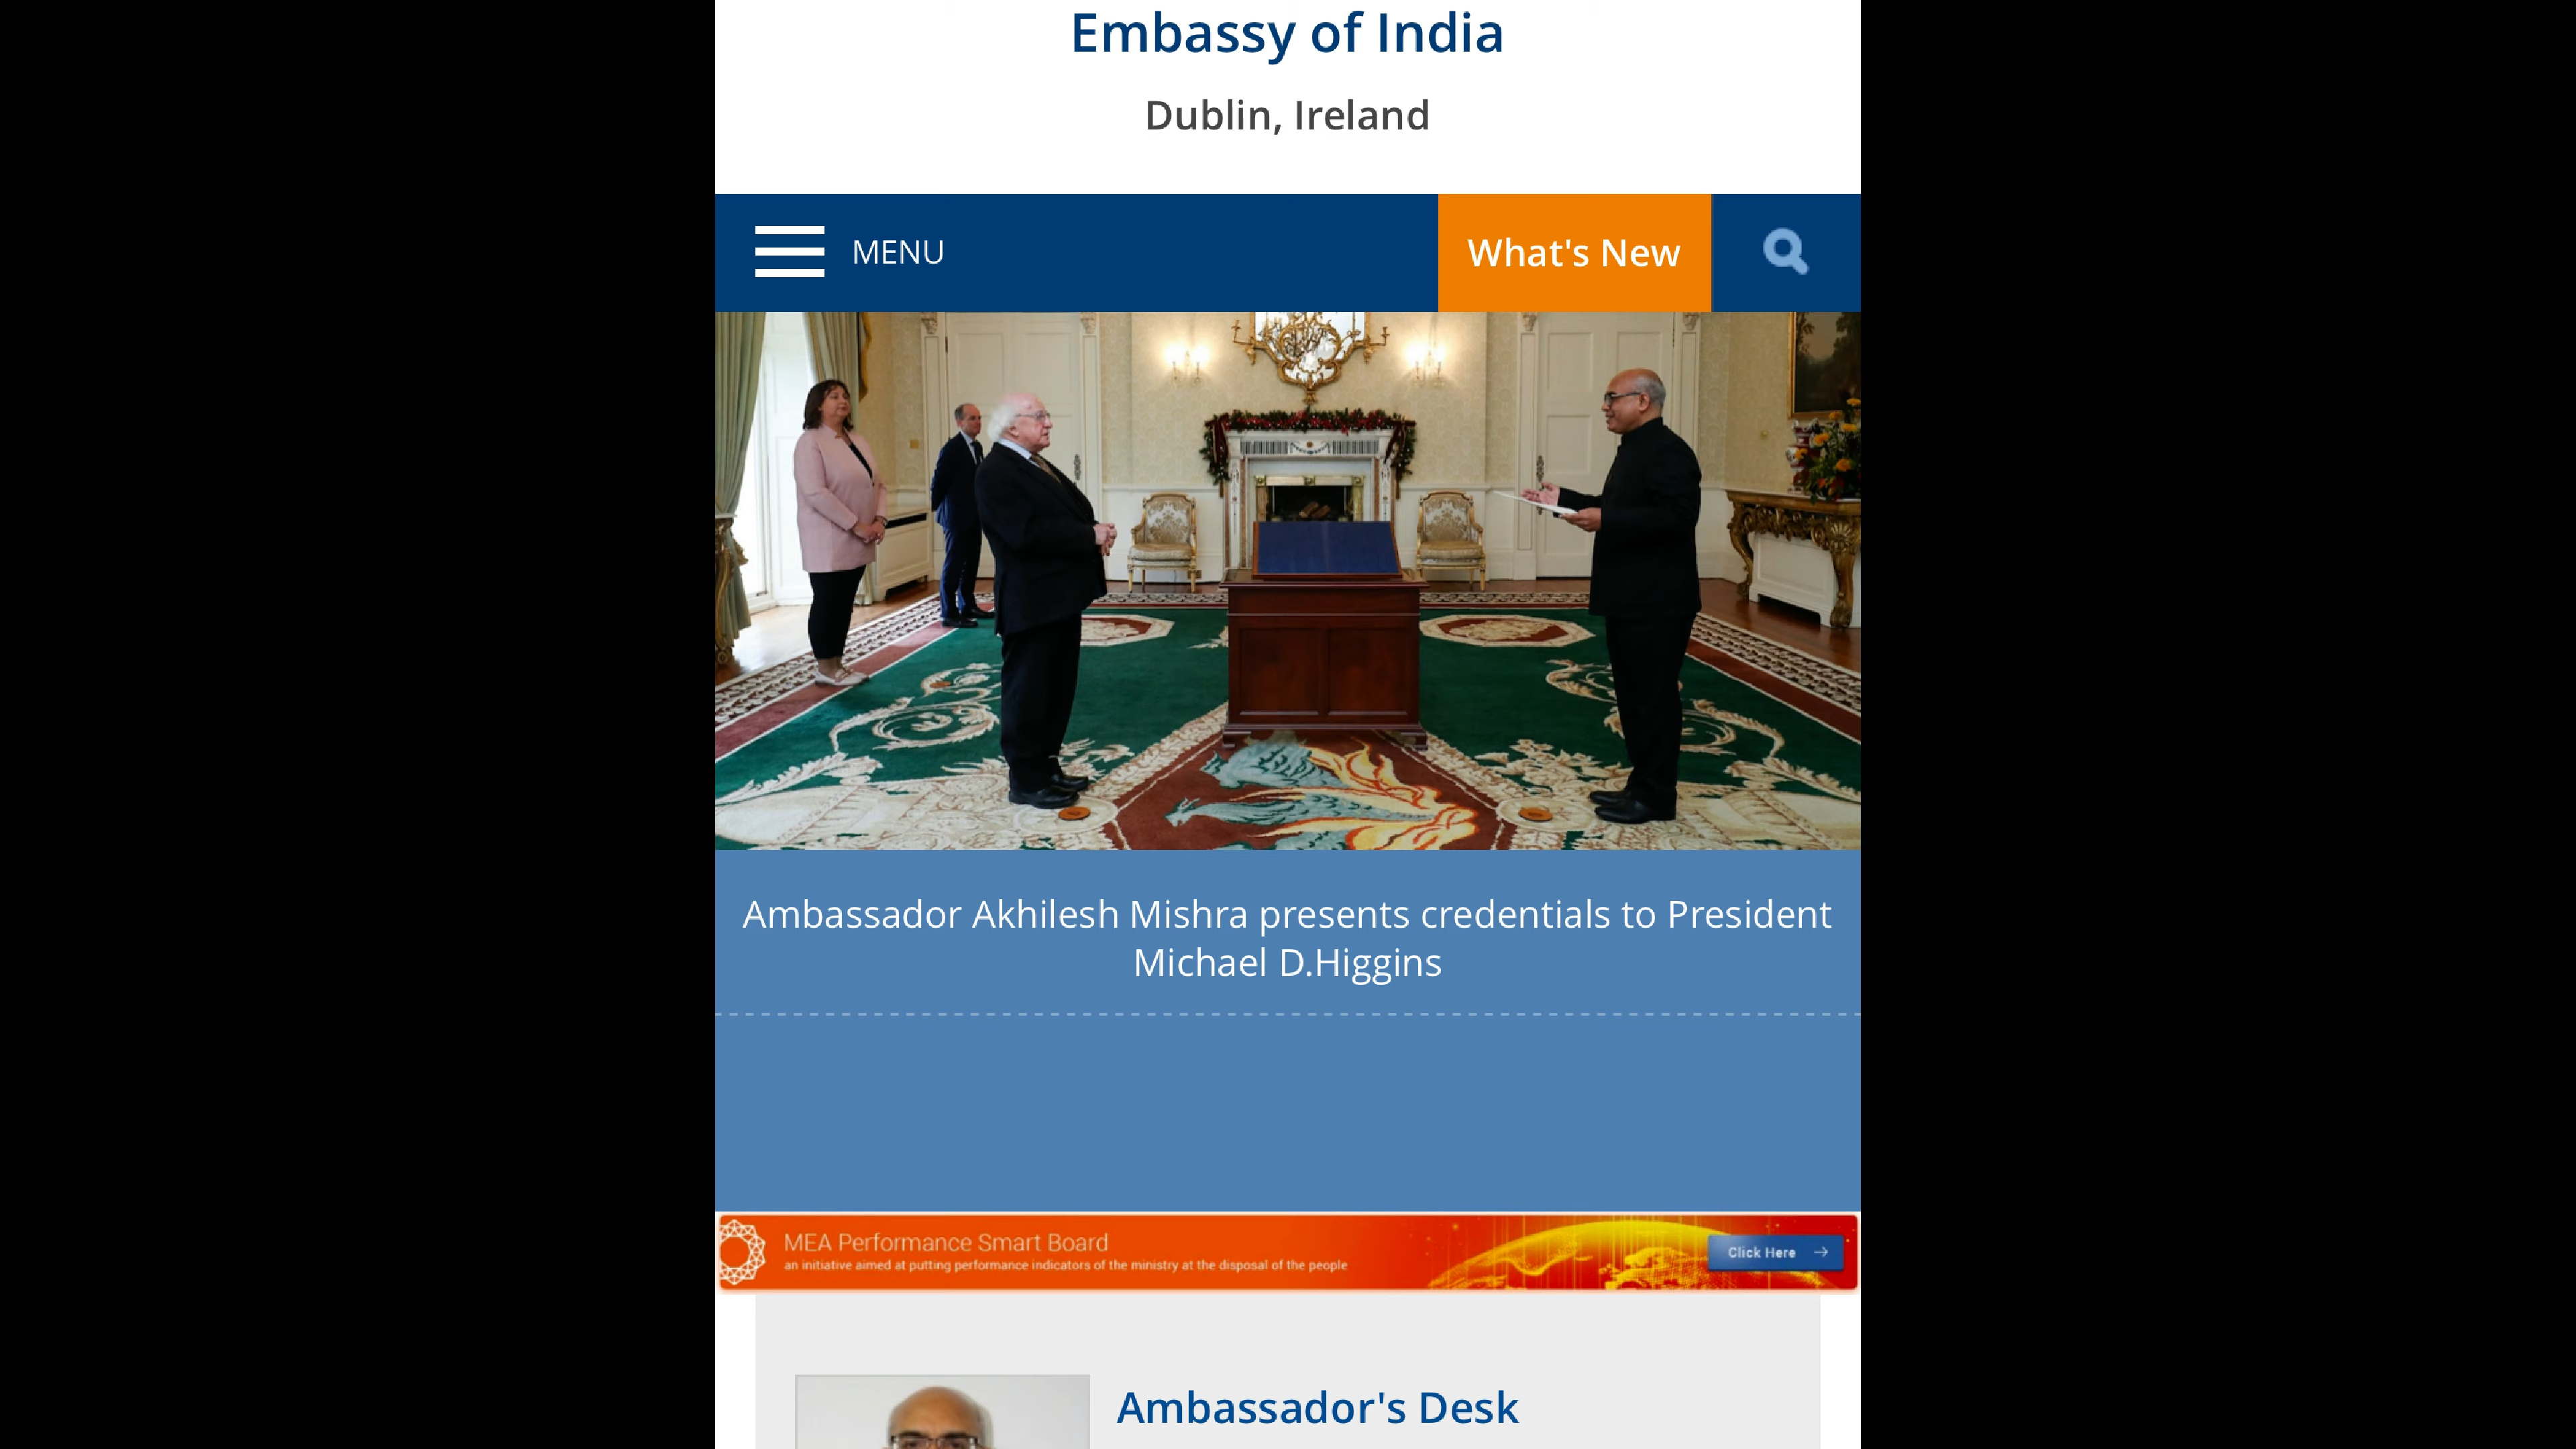 Embassy of India
Dublin, Ireland
MENU
What's New
Ambassador Akhilesh Mishra presents credentials to President
Michael D.Higgins
MEA Performance Smart Board
an initiative aimed at putting performance indicators of the ministry at the disposal of the people
Click Here
Ambassador's Desk